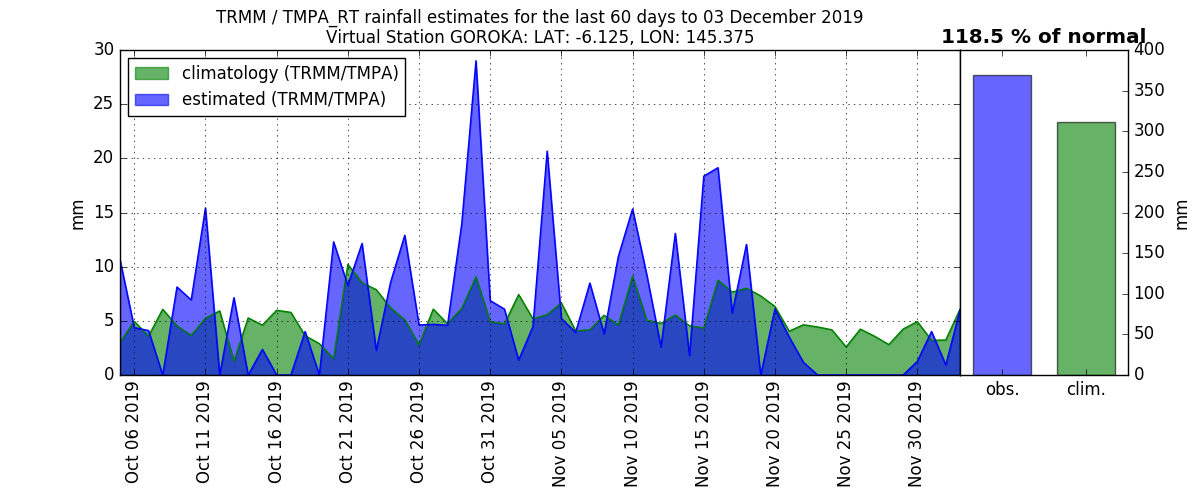 TRMM / TMPA_RT rainfall estimates for the last 60 days to 03 December 2019
Virtual Station GOROKA: LAT: -6.125, LON: 145.375
118.5 % of normal
climatology (TRMM/TMPA)
estimated (TRMM/TMPA)
30
25
20
15
10
5
0
mm
400
350
300
250
200
150
100
50
0
mm
Oct 06 2019
Oct 11 2019
Oct 16 2019
Oct 21 2019
Oct 26 2019
Oct 31 2019
Nov 05 2019
Nov 10 2019
Nov 15 2019
Nov 20 2019
Nov 25 2019
Nov 30 2019
obs.
clim.